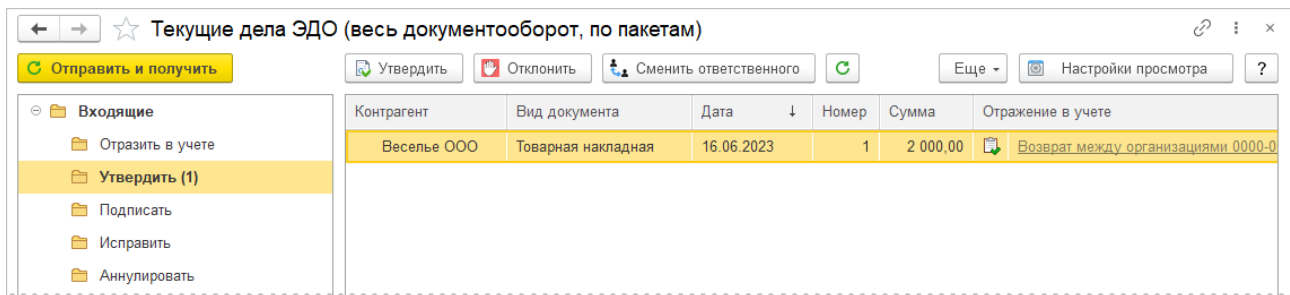 Текущие дела ЭДО (весь документооборот, по пакетам)
Отправить и получить Утвердить Отклонить Сменить ответственного Еще Настройки просмотра ?
Входящие Контрагент Вид документа Дата ↓ Номер Сумма Отражение в учете
Отразить в учете Веселье ООО Товарная накладная 16.06.2023 1 2 000,00 Возврат между организациями 0000-0
Утвердить (1)
Подписать
Исправить
Аннулировать